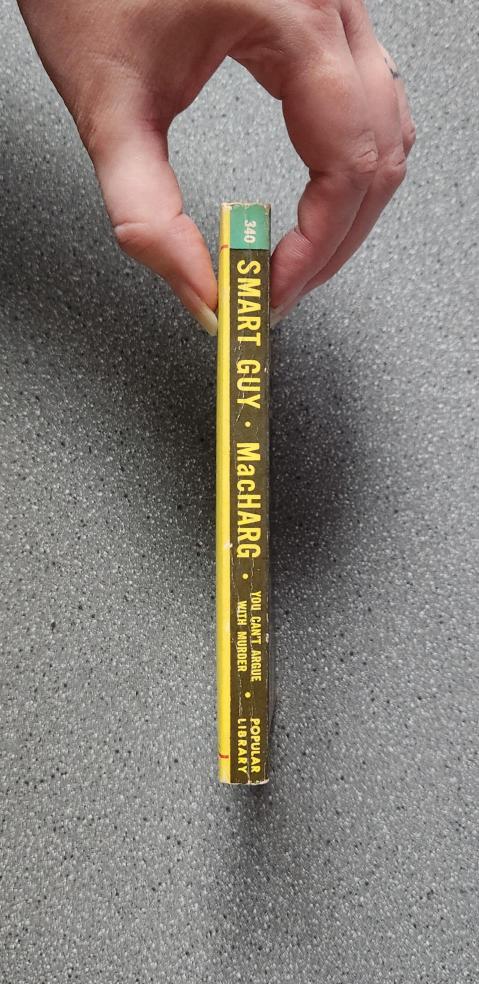 340
SMART GUY · MacHARG ·
YOU CAN'T ARGUE
WITH MURDER
·
POPULAR
LIBRARY